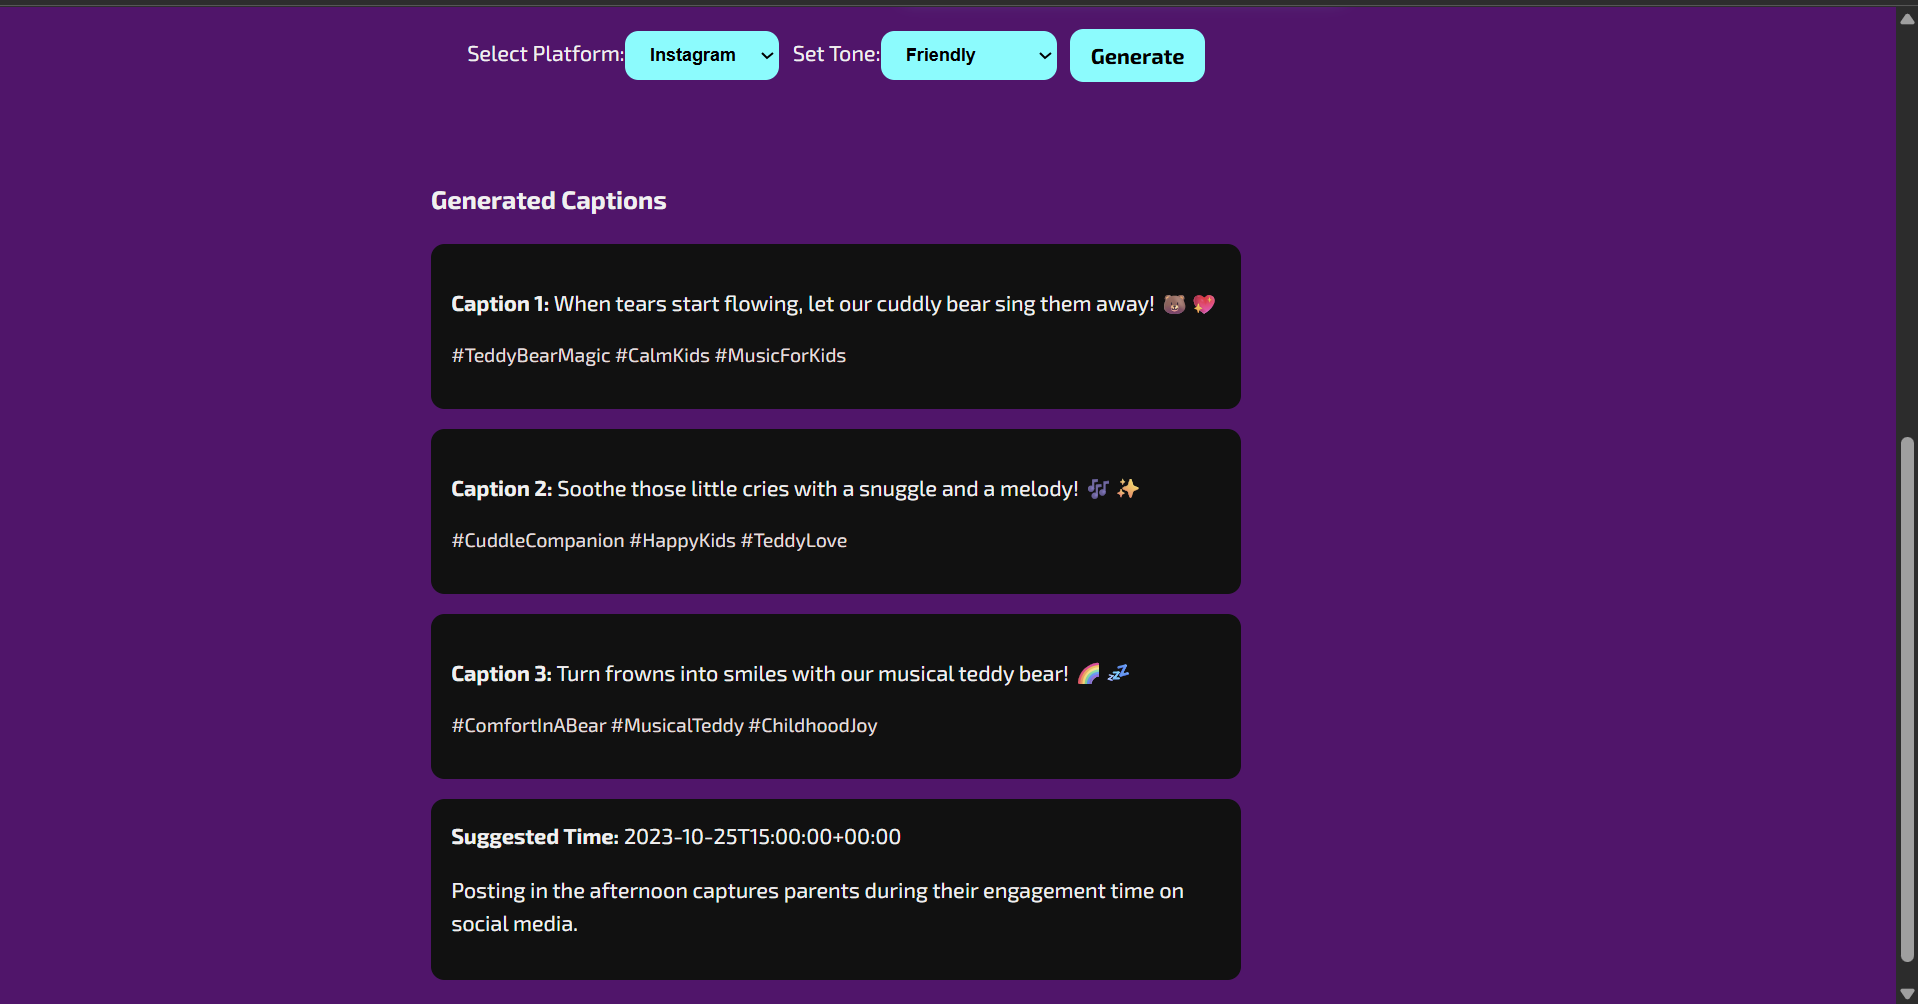 Select Platform: Instagram Set Tone: Friendly Generate
Generated Captions
Caption 1: When tears start flowing, let our cuddly bear sing them away! 🐻 💖
#TeddyBearMagic #CalmKids #MusicForKids
Caption 2: Soothe those little cries with a snuggle and a melody! 🎶 ✨
#CuddleCompanion #HappyKids #TeddyLove
Caption 3: Turn frowns into smiles with our musical teddy bear! 🌈 💤
#ComfortInABear #MusicalTeddy #ChildhoodJoy
Suggested Time: 2023-10-25T15:00:00+00:00
Posting in the afternoon captures parents during their engagement time on
social media.